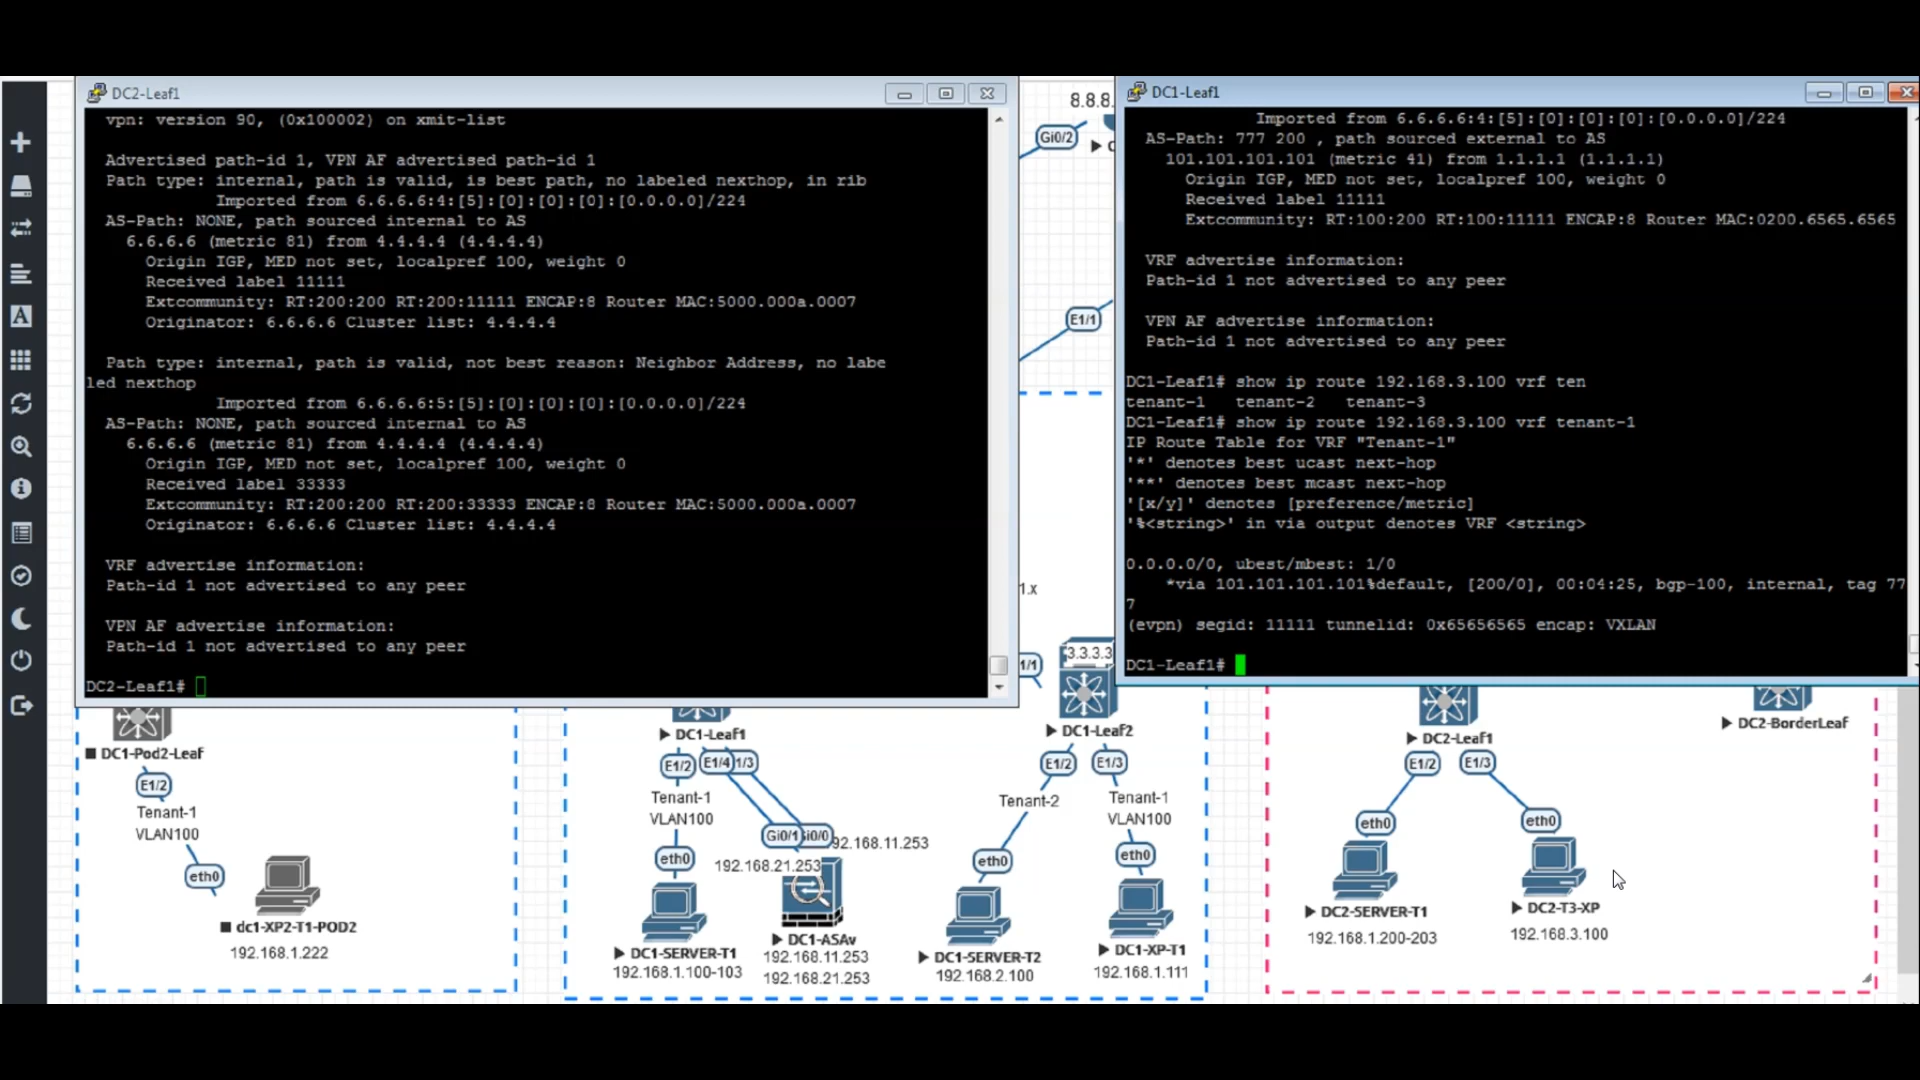 DC2-Leaf1
vpn: version 90, (0x100002) on xmit-list
Advertised path-id 1, VPN AF advertised path-id 1
Path type: internal, path is valid, is best path, no labeled nexthop, in rib
Imported from 6.6.6.6:4:[5]:[0]:[0]:[0]:[0.0.0.0]/224
AS-Path: NONE, path sourced internal to AS
6.6.6.6 (metric 81) from 4.4.4.4 (4.4.4.4)
Origin IGP, MED not set, localpref 100, weight 0
Received label 11111
Extcommunity: RT:200:200 RT:200:11111 ENCAP:8 Router MAC:5000.000a.0007
Originator: 6.6.6.6 Cluster list: 4.4.4.4
Path type: internal, path is valid, not best reason: Neighbor Address, no labe
led nexthop
Imported from 6.6.6.6:5:[5]:[0]:[0]:[0]:[0.0.0.0]/224
AS-Path: NONE, path sourced internal to AS
6.6.6.6 (metric 81) from 4.4.4.4 (4.4.4.4)
Origin IGP, MED not set, localpref 100, weight 0
Received label 33333
Extcommunity: RT:200:200 RT:200:33333 ENCAP:8 Router MAC:5000.000a.0007
Originator: 6.6.6.6 Cluster list: 4.4.4.4
VRF advertise information:
Path-id 1 not advertised to any peer
VPN AF advertise information:
Path-id 1 not advertised to any peer
DC2-Leaf1#
8.8.8.
Gi0/2
E1/1
1.x
1/1
3.3.3.3
DC1-Leaf1
Imported from 6.6.6.6:4:[5]:[0]:[0]:[0]:[0.0.0.0]/224
AS-Path: 777 200 , path sourced external to AS
101.101.101.101 (metric 41) from 1.1.1.1 (1.1.1.1)
Origin IGP, MED not set, localpref 100, weight 0
Received label 11111
Extcommunity: RT:100:200 RT:100:11111 ENCAP:8 Router MAC:0200.6565.6565
VRF advertise information:
Path-id 1 not advertised to any peer
VPN AF advertise information:
Path-id 1 not advertised to any peer
DC1-Leaf1# show ip route 192.168.3.100 vrf ten
tenant-1 tenant-2 tenant-3
DC1-Leaf1# show ip route 192.168.3.100 vrf tenant-1
IP Route Table for VRF "Tenant-1"
'*' denotes best ucast next-hop
'**' denotes best mcast next-hop
'[x/y]' denotes [preference/metric]
'%<string>' in via output denotes VRF <string>
0.0.0.0/0, ubest/mbest: 1/0
*via 101.101.101.101%default, [200/0], 00:04:25, bgp-100, internal, tag 77
7
(evpn) segid: 11111 tunnelid: 0x65656565 encap: VXLAN
DC1-Leaf1#
DC1-Pod2-Leaf
E1/2
Tenant-1
VLAN100
eth0
dc1-XP2-T1-POD2
192.168.1.222
DC1-Leaf1
E1/2
E1/4
1/3
Tenant-1
VLAN100
Gi0/1
Gi0/0
92.168.11.253
192.168.21.253
eth0
DC1-SERVER-T1
192.168.1.100-103
DC1-ASAv
192.168.11.253
192.168.21.253
DC1-Leaf2
E1/2
E1/3
Tenant-2
Tenant-1
VLAN100
eth0
eth0
DC1-SERVER-T2
192.168.2.100
DC1-XP-T1
192.168.1.111
DC2-Leaf1
E1/2
E1/3
eth0
eth0
DC2-SERVER-T1
192.168.1.200-203
DC2-T3-XP
192.168.3.100
DC2-BorderLeaf